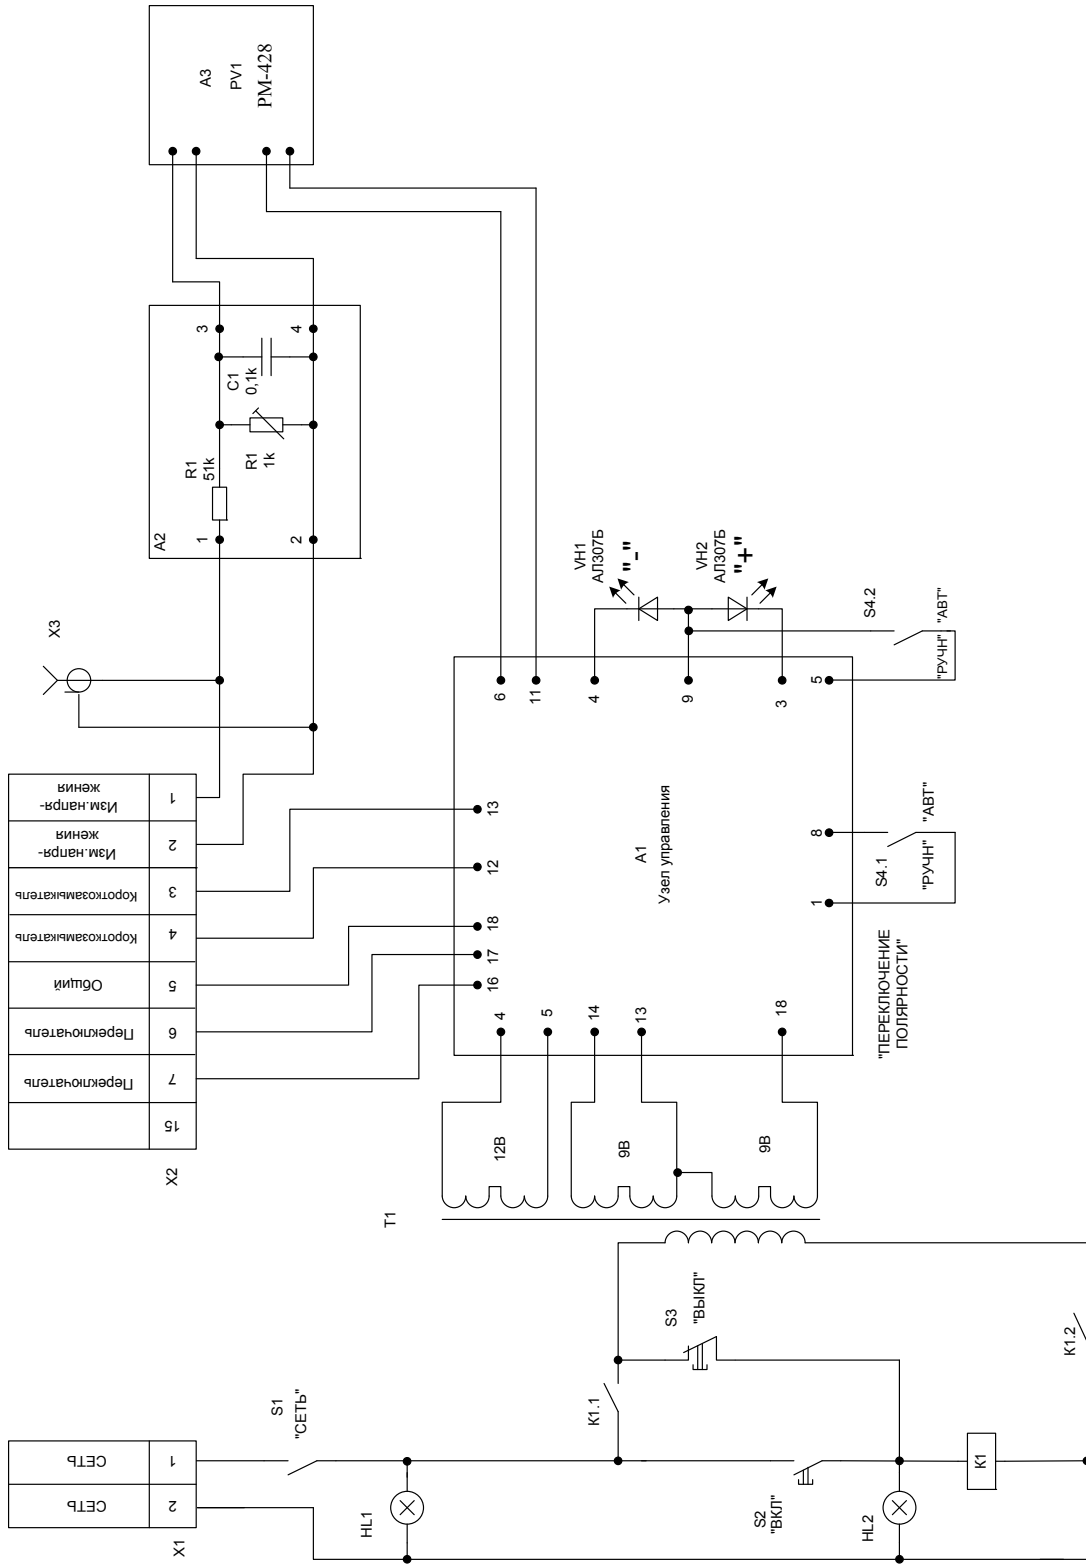 A3
PV1
PM-428
3
4
C1
0,1k
R1
51k
R1
1k
A2
1
2
X3
Изм.напря-
жения
1
Изм.напря-
жения
2
Короткозамыкатель
3
Короткозамыкатель
4
Общий
5
Переключатель
6
Переключатель
7
15
X2
VH1
АЛ307Б
"-"
VH2
АЛ307Б
"+"
S4.2
"РУЧН"
"АВТ"
6
11
4
9
3
5
13
12
18
17
16
A1
Узел управления
8
1
S4.1
"РУЧН"
"АВТ"
"ПЕРЕКЛЮЧЕНИЕ
ПОЛЯРНОСТИ"
4
5
14
13
18
12В
9В
9В
T1
S3
"ВЫКЛ"
K1.2
K1.1
S1
"СЕТЬ"
СЕТЬ
1
СЕТЬ
2
X1
HL1
S2
"ВКЛ"
HL2
K1